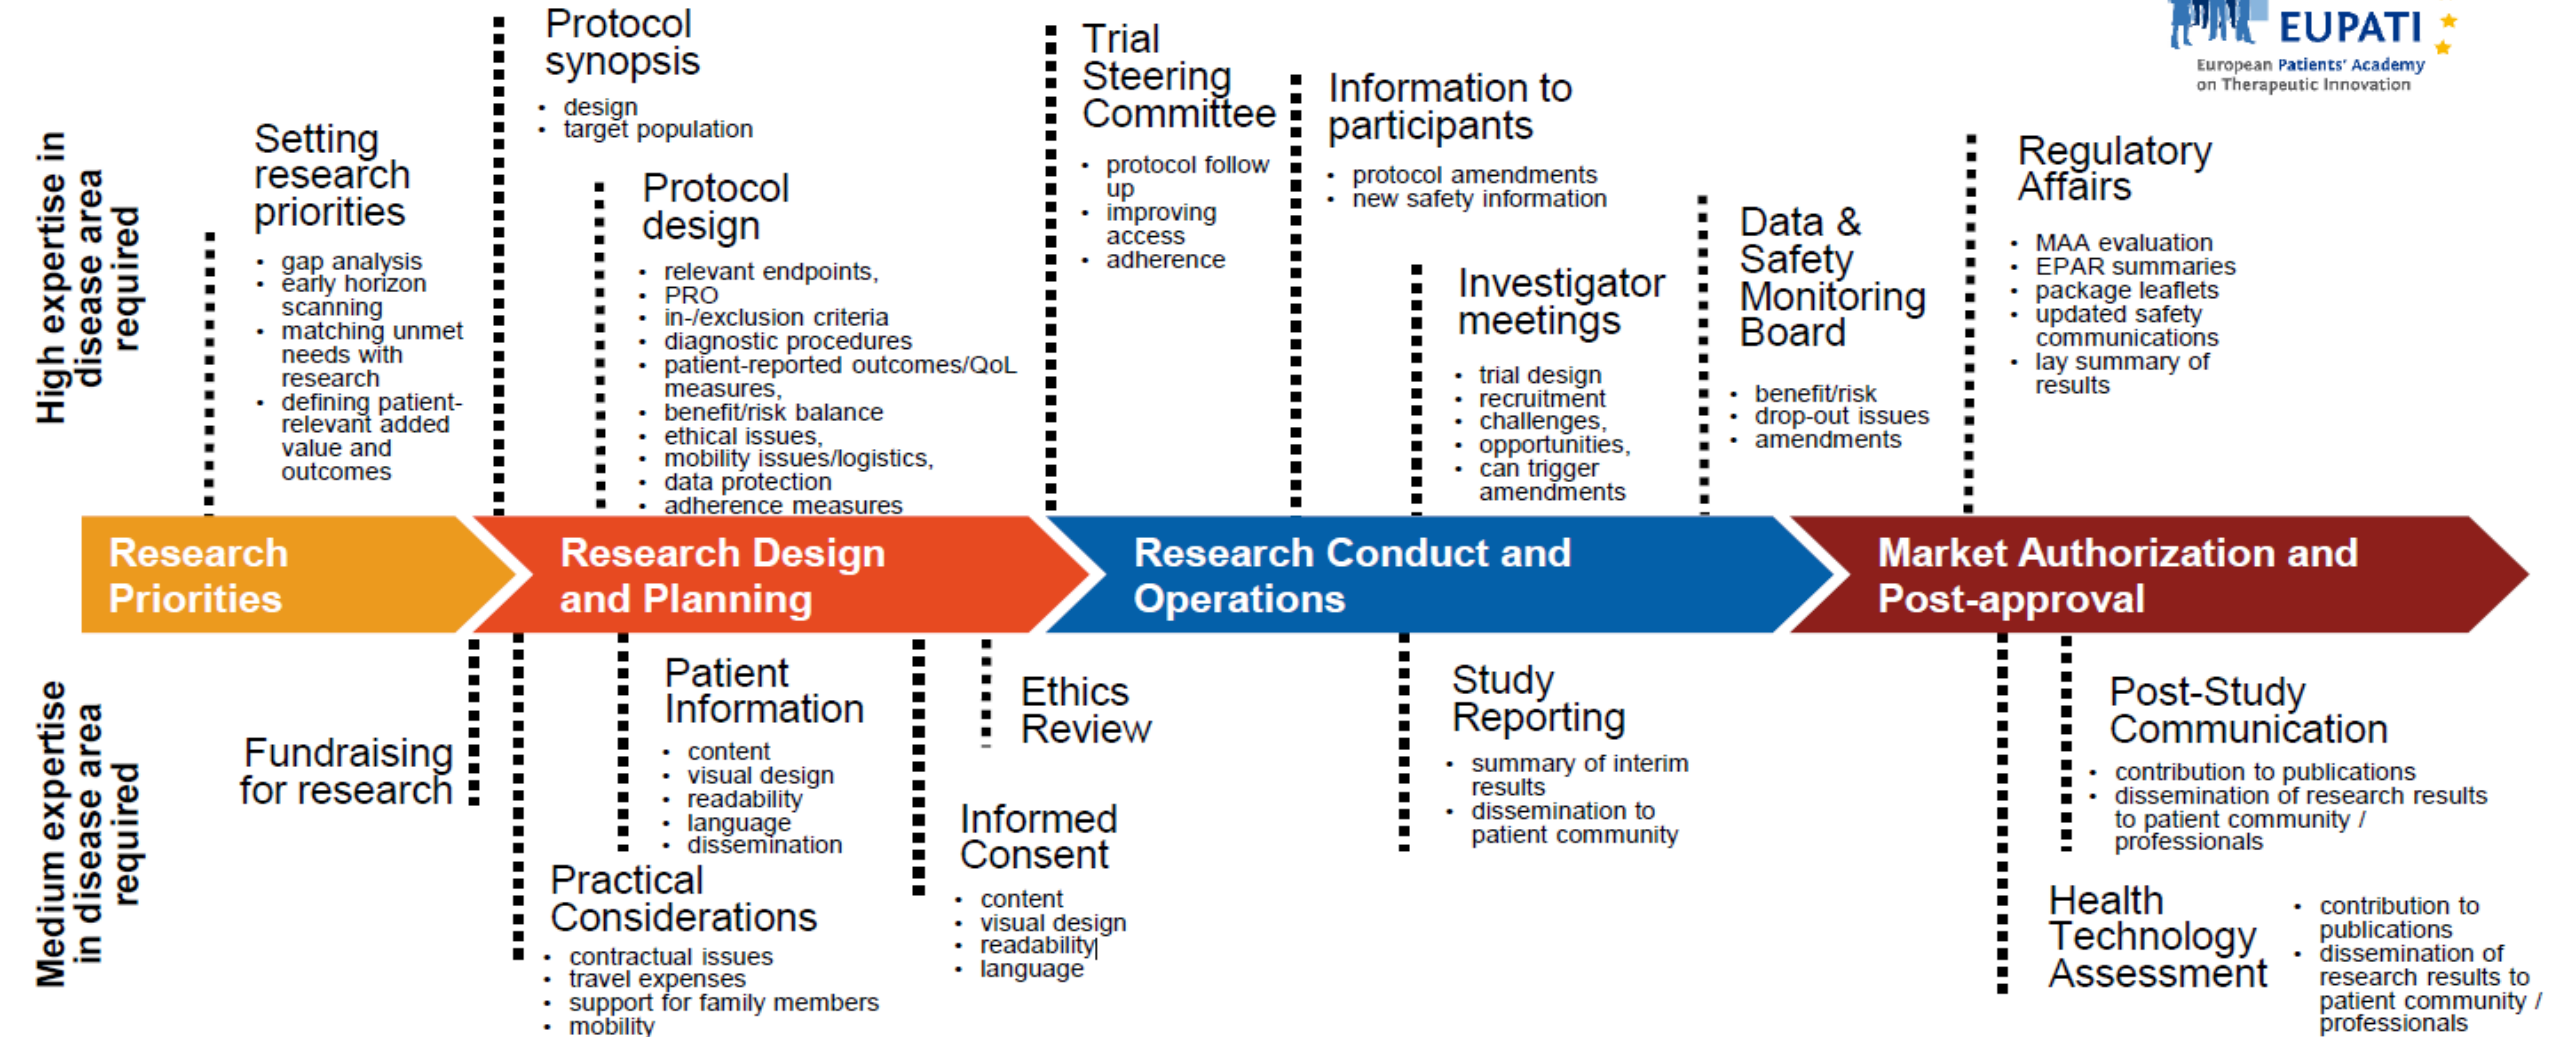 EUPATI
European Patients' Academy
on Therapeutic Innovation
High expertise in
disease area
required
Setting
research
priorities
• gap analysis
• early horizon
scanning
• matching unmet
needs with
research
• defining patient-
relevant added
value and
outcomes
Protocol
synopsis
• design
• target population
Protocol
design
• relevant endpoints,
• PRO
• in-/exclusion criteria
• diagnostic procedures
• patient-reported outcomes/QoL
measures,
• benefit/risk balance
• ethical issues,
• mobility issues/logistics,
• data protection
• adherence measures
Trial
Steering
Committee
• protocol follow
up
• improving
access
• adherence
Information to
participants
• protocol amendments
• new safety information
Investigator
meetings
• trial design
• recruitment
• challenges,
• opportunities,
• can trigger
amendments
Data &
Safety
Monitoring
Board
• benefit/risk
• drop-out issues
• amendments
Regulatory
Affairs
• MAA evaluation
• EPAR summaries
• package leaflets
• updated safety
communications
• lay summary of
results
Research
Priorities
Research Design
and Planning
Research Conduct and
Operations
Market Authorization and
Post-approval
Medium expertise
in disease area
required
Fundraising
for research
Patient
Information
• content
• visual design
• readability
• language
• dissemination
Practical
Considerations
• contractual issues
• travel expenses
• support for family members
• mobility
Ethics
Review
Informed
Consent
• content
• visual design
• readability
• language
Study
Reporting
• summary of interim
results
• dissemination to
patient community
Post-Study
Communication
• contribution to publications
• dissemination of research results
to patient community /
professionals
Health
Technology
Assessment
• contribution to
publications
• dissemination of
research results to
patient community /
professionals